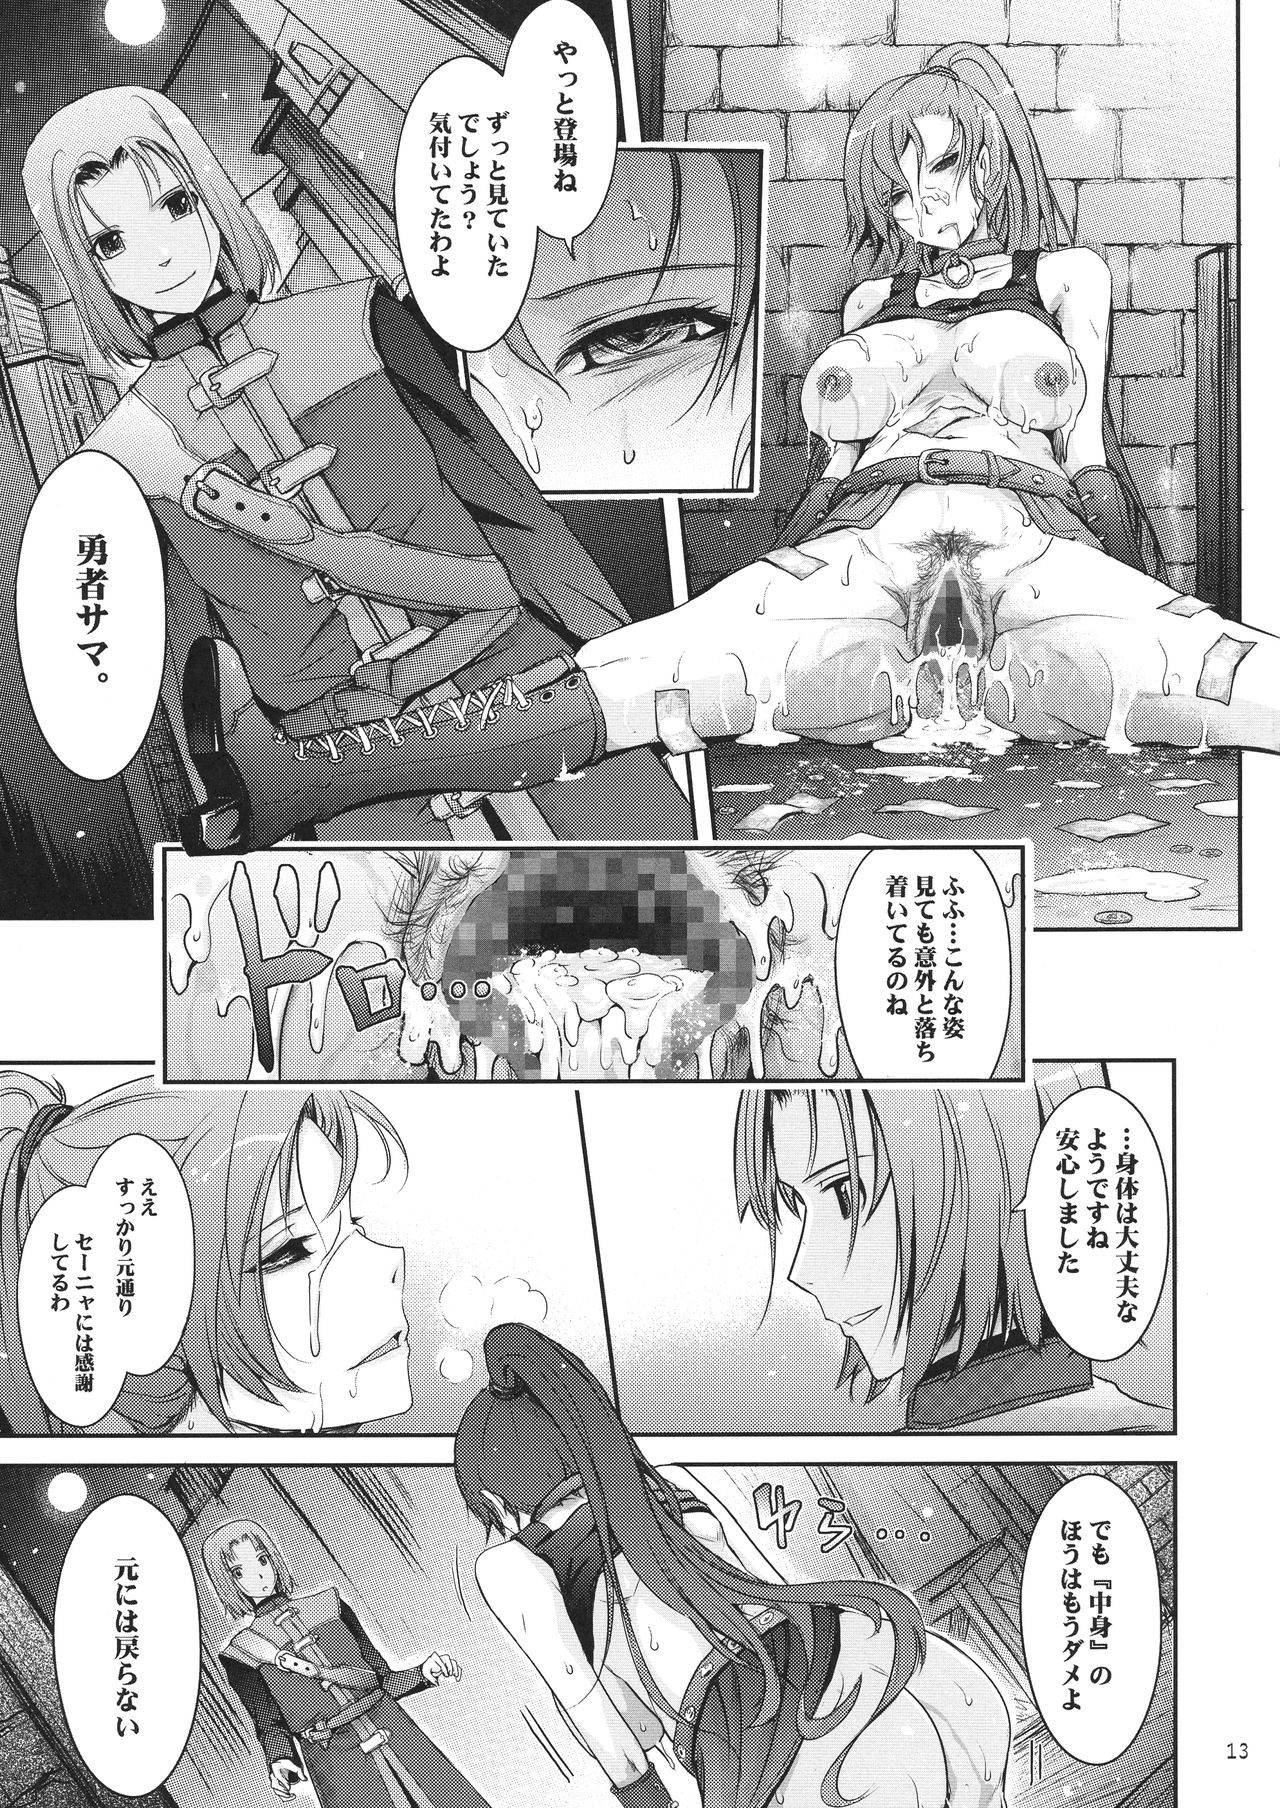 やっと登場ね
ずっと見ていた
でしょう？
気付いてたわよ
勇者サマ。
ふふ…こんな姿
見ても意外と落ち
着いてるのね
ドロ…
…身体は大丈夫な
ようですね
安心しました
ええ
すっかり元通り
セーニャには感謝
してるわ
ゆら…
でも『中身』の
ほうはもうダメよ
元には戻らない
13